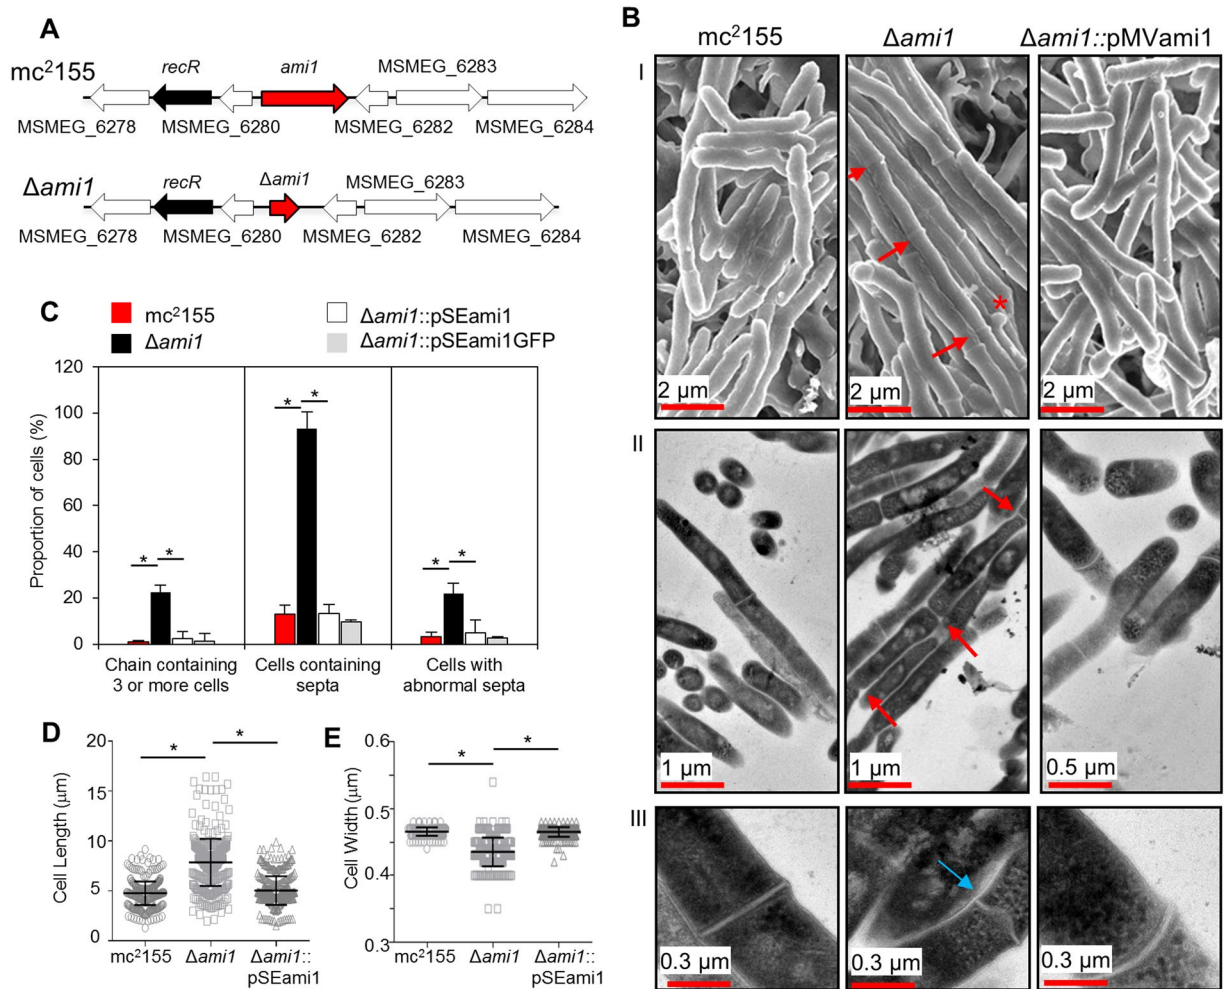 A
mc²155
recR
ami1
MSMEG_6283
MSMEG_6278
MSMEG_6280
MSMEG_6282
MSMEG_6284
Δami1
recR
Δami1
MSMEG_6283
MSMEG_6278
MSMEG_6280
MSMEG_6282
MSMEG_6284
B
mc²155
Δami1
Δami1::pMVami1
I
2 µm
2 µm
*
2 µm
II
1 µm
1 µm
0.5 µm
III
0.3 µm
0.3 µm
0.3 µm
C
mc²155
Δami1
Δami1::pSEami1
Δami1::pSEami1GFP
Proportion of cells (%)
120
100
80
60
40
20
0
* *
* *
* *
Chain containing
3 or more cells
Cells containing
septa
Cells with
abnormal septa
D
Cell Length (µm)
20
15
10
5
0
* *
mc²155
Δami1
Δami1::
pSEami1
E
Cell Width (µm)
0.6
0.5
0.4
0.3
* *
mc²155
Δami1
Δami1::
pSEami1